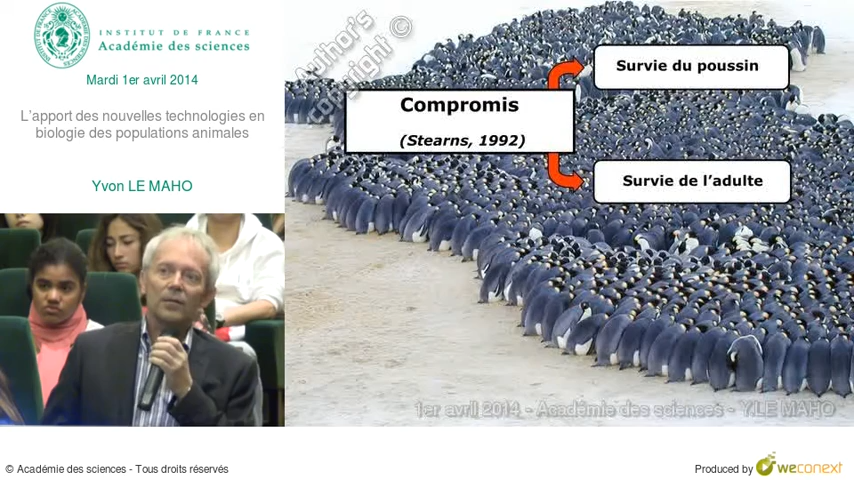 INSTITUT DE FRANCE
Académie des sciences
Mardi 1er avril 2014
L'apport des nouvelles technologies en
biologie des populations animales
Yvon LE MAHO
Author's
copyright ©
Compromis
(Stearns, 1992)
Survie du poussin
Survie de l'adulte
1er avril 2014 - Académie des sciences - Y.LE MAHO
© Académie des sciences - Tous droits réservés
Produced by weconext